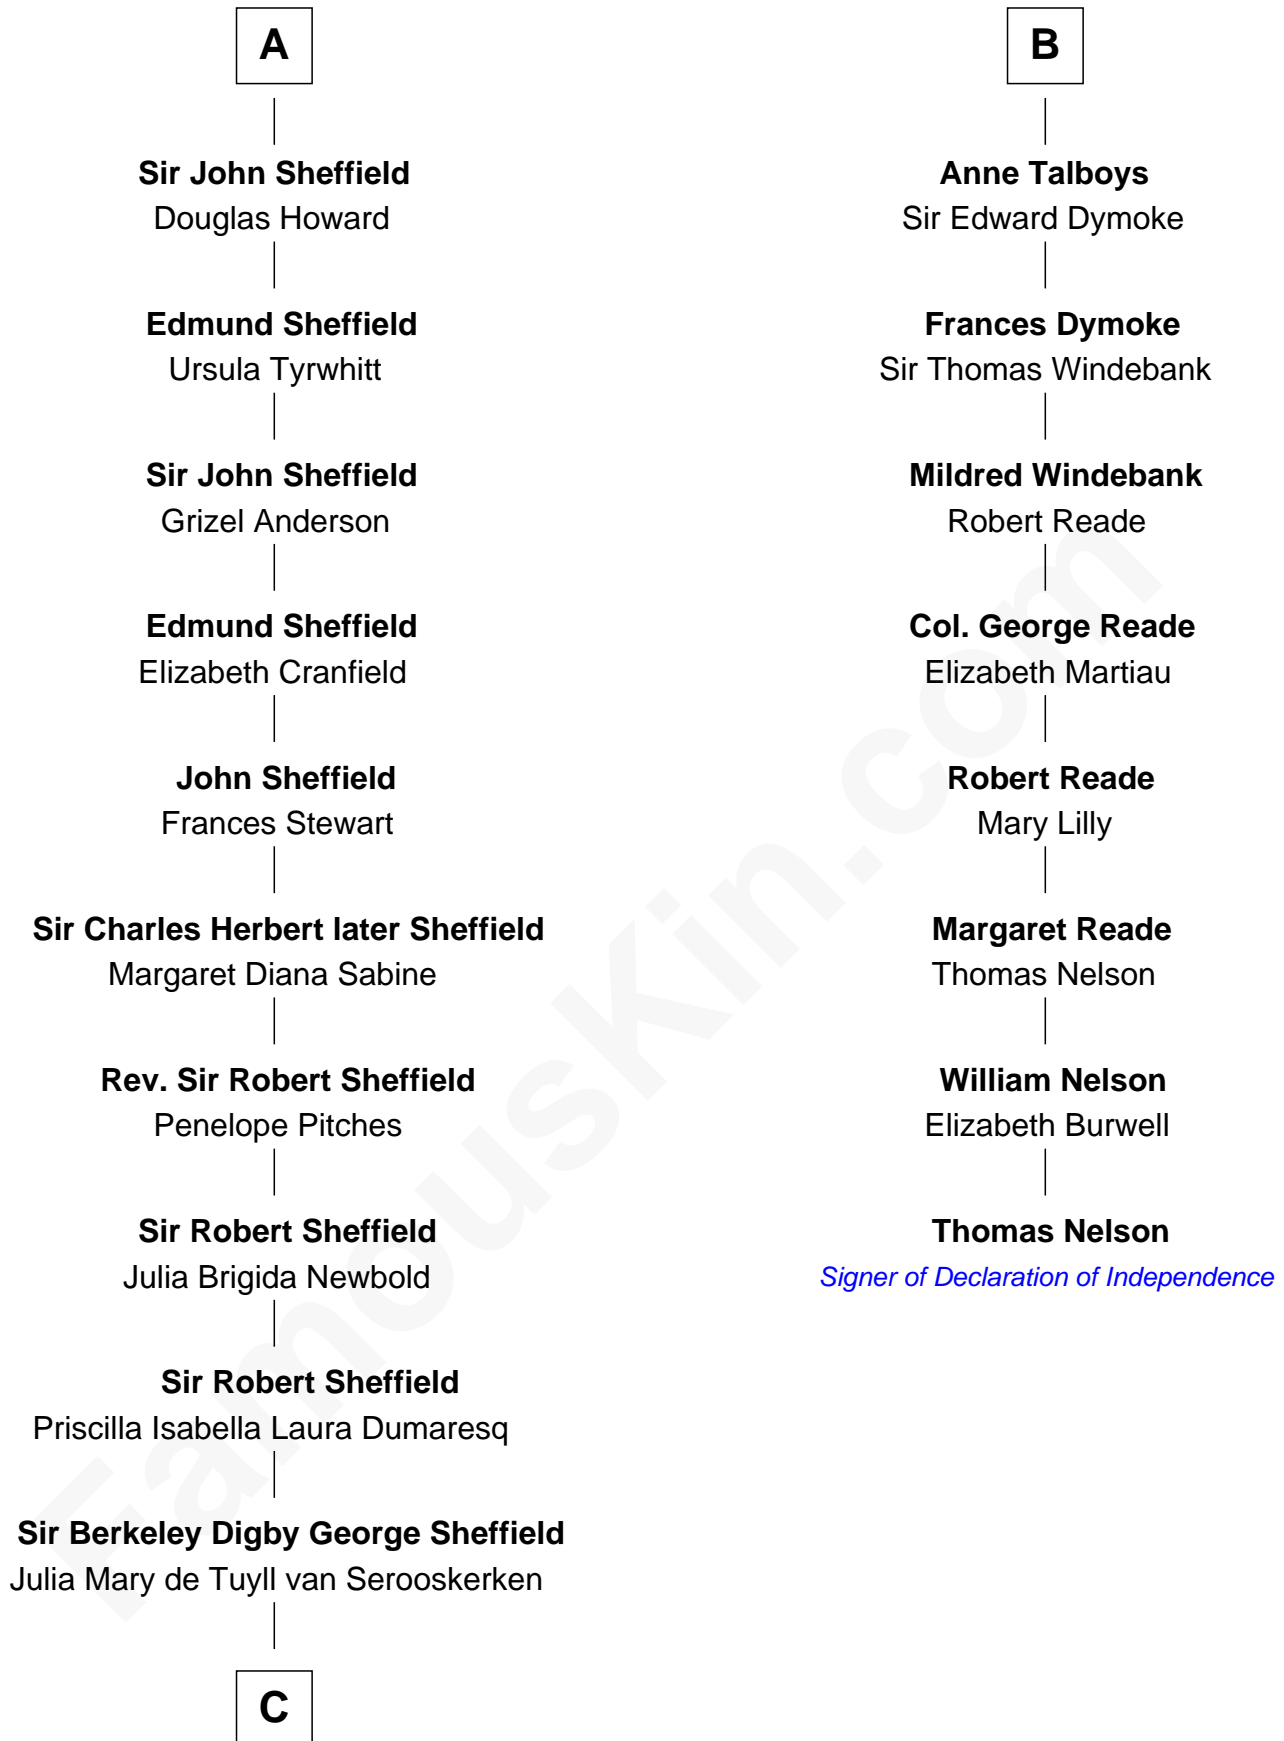 A
Sir John Sheffield
Douglas Howard
Edmund Sheffield
Ursula Tyrwhitt
Sir John Sheffield
Grizel Anderson
Edmund Sheffield
Elizabeth Cranfield
John Sheffield
Frances Stewart
Sir Charles Herbert later Sheffield
Margaret Diana Sabine
Rev. Sir Robert Sheffield
Penelope Pitches
Sir Robert Sheffield
Julia Brigida Newbold
Sir Robert Sheffield
Priscilla Isabella Laura Dumaresq
Sir Berkeley Digby George Sheffield
Julia Mary de Tuyll van Serooskerken
C
B
Anne Talboys
Sir Edward Dymoke
Frances Dymoke
Sir Thomas Windebank
Mildred Windebank
Robert Reade
Col. George Reade
Elizabeth Martiau
Robert Reade
Mary Lilly
Margaret Reade
Thomas Nelson
William Nelson
Elizabeth Burwell
Thomas Nelson
Signer of Declaration of Independence
FamousKin.com